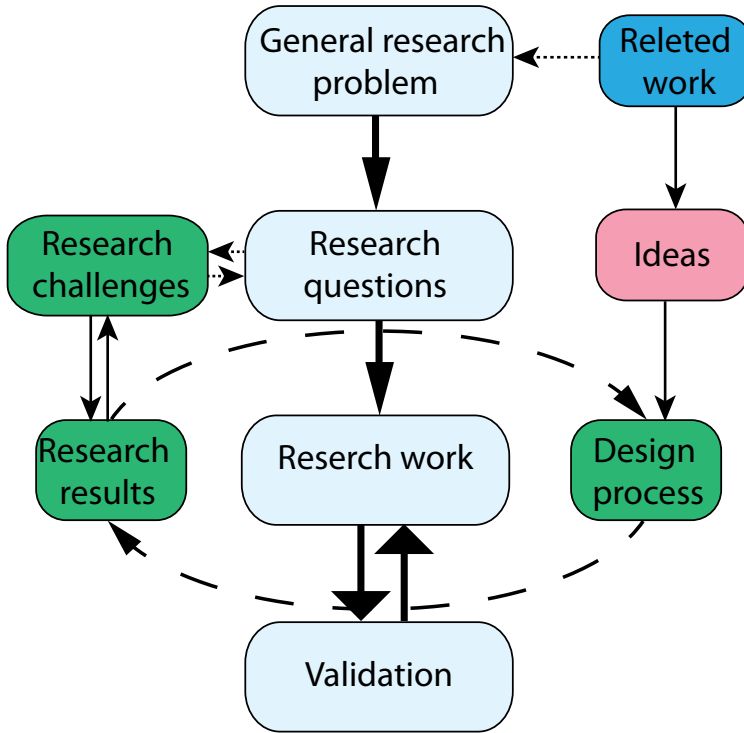 General research
problem
Releted
work
Research
challenges
Research
questions
Ideas
Research
results
Reserch work
Design
process
Validation